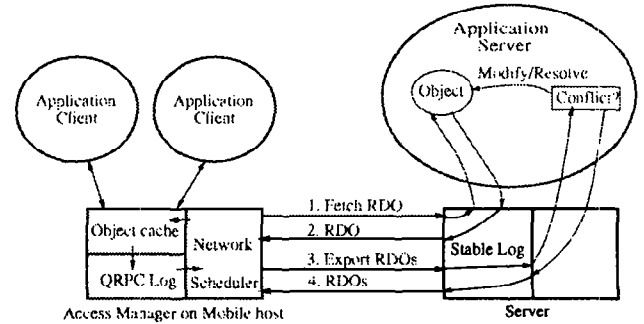 Application
Server
Modify/Resolve
Object
Conflict?
Application
Client
Application
Client
1. Fetch RDO
2. RDO
3. Export RDOs
4. RDOs
Object cache
QRPC Log
Network
Scheduler
Stable Log
Access Manager on Mobile host
Server